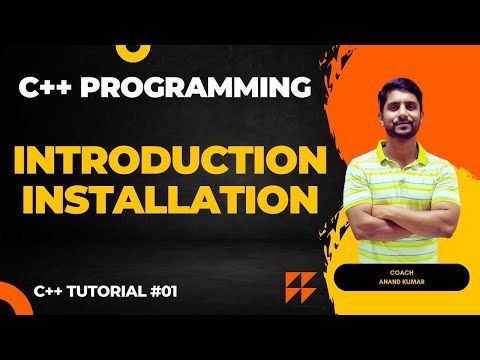 C++ PROGRAMMING
INTRODUCTION
INSTALLATION
C++ TUTORIAL #01
COACH
ANAND KUMAR